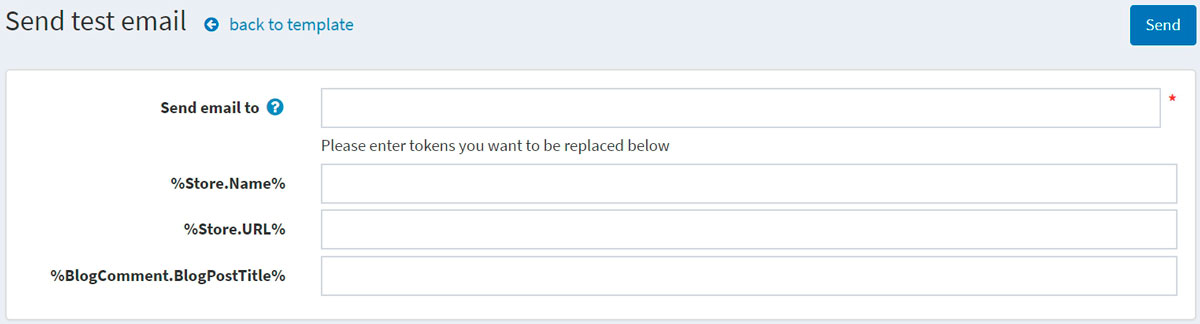 Send test email back to template Send
Send email to ? *
Please enter tokens you want to be replaced below
%Store.Name%
%Store.URL%
%BlogComment.BlogPostTitle%